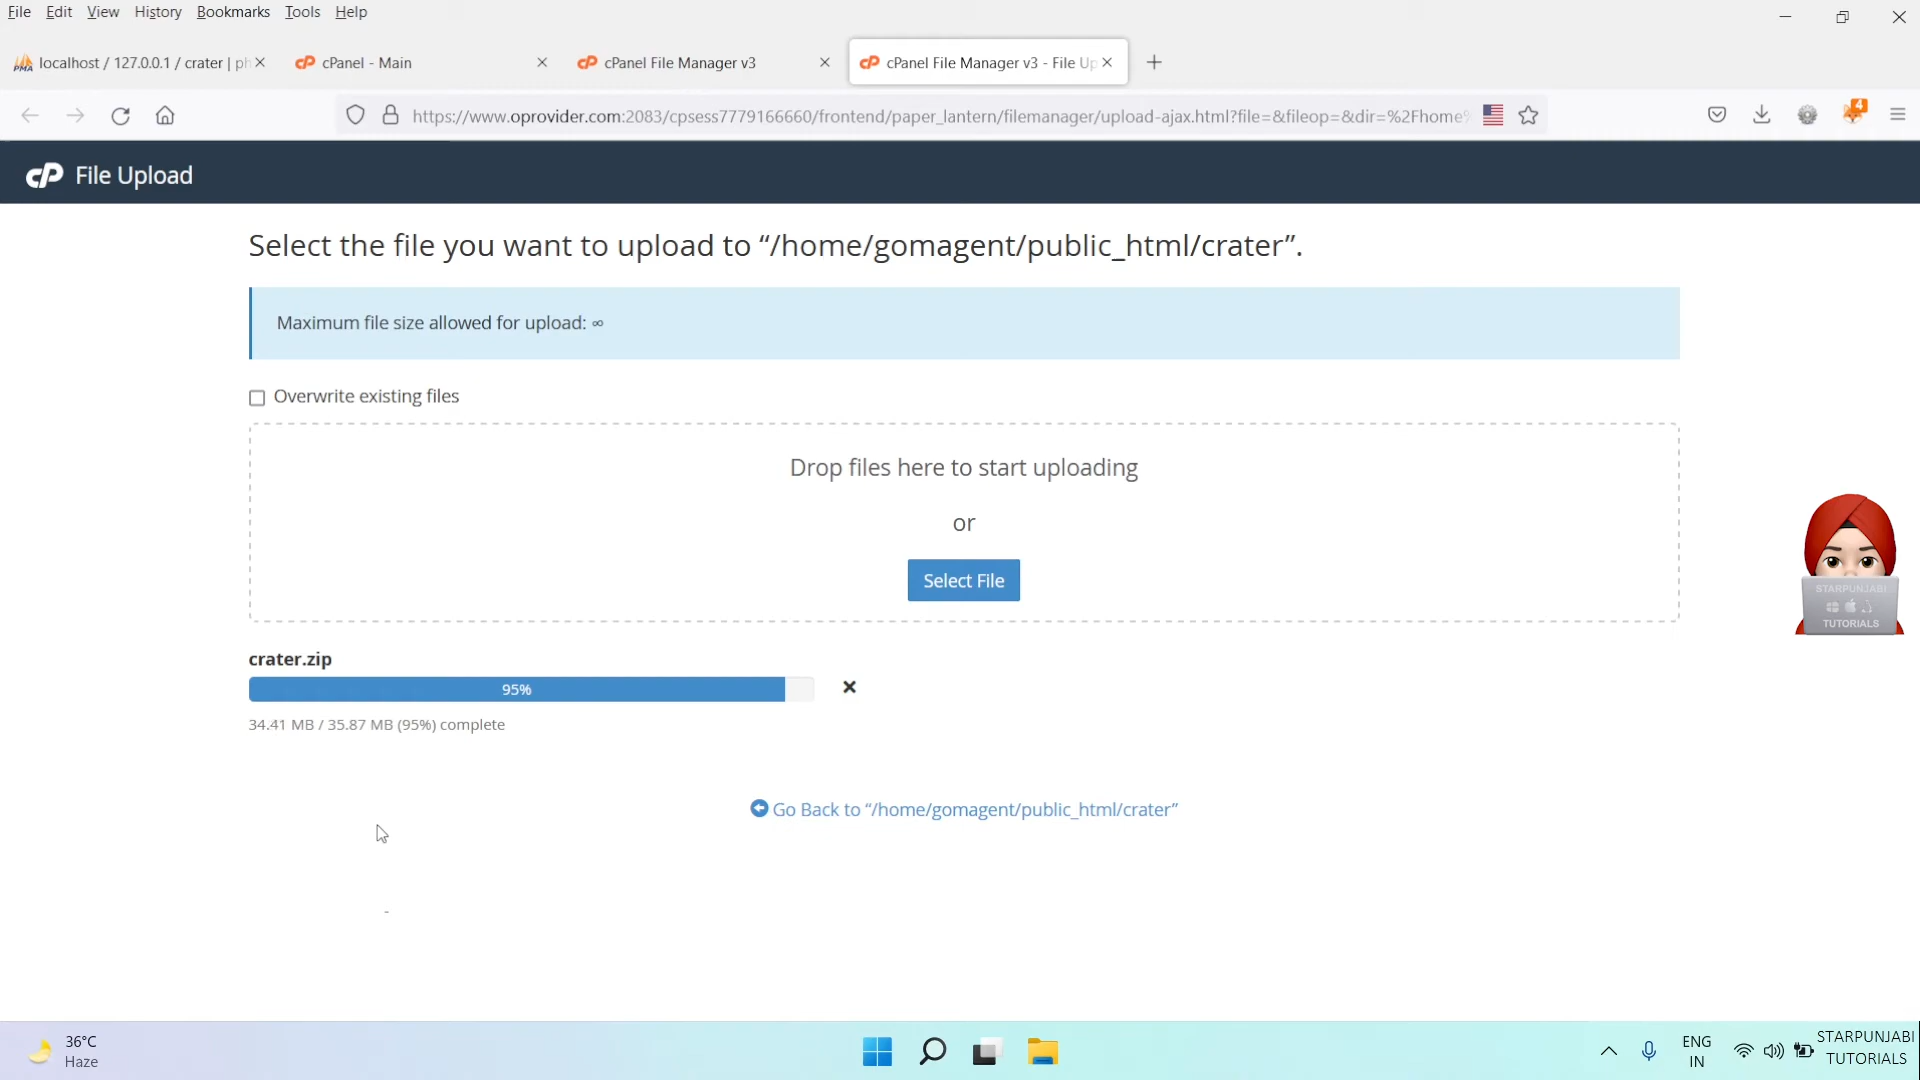 File Edit View History Bookmarks Tools Help
localhost / 127.0.0.1 / crater | ph
cPanel - Main
cPanel File Manager v3
cPanel File Manager v3 - File Up
https://www.oprovider.com:2083/cpsess7779166660/frontend/paper_lantern/filemanager/upload-ajax.html?file=&fileop=&dir=%2Fhome%
4
cP File Upload
Select the file you want to upload to “/home/gomagent/public_html/crater”.
Maximum file size allowed for upload: ∞
Overwrite existing files
Drop files here to start uploading
or
Select File
STARPUNJABI
TUTORIALS
crater.zip
95%
34.41 MB / 35.87 MB (95%) complete
Go Back to “/home/gomagent/public_html/crater”
36°C
Haze
ENG
IN
STARPUNJABI
TUTORIALS